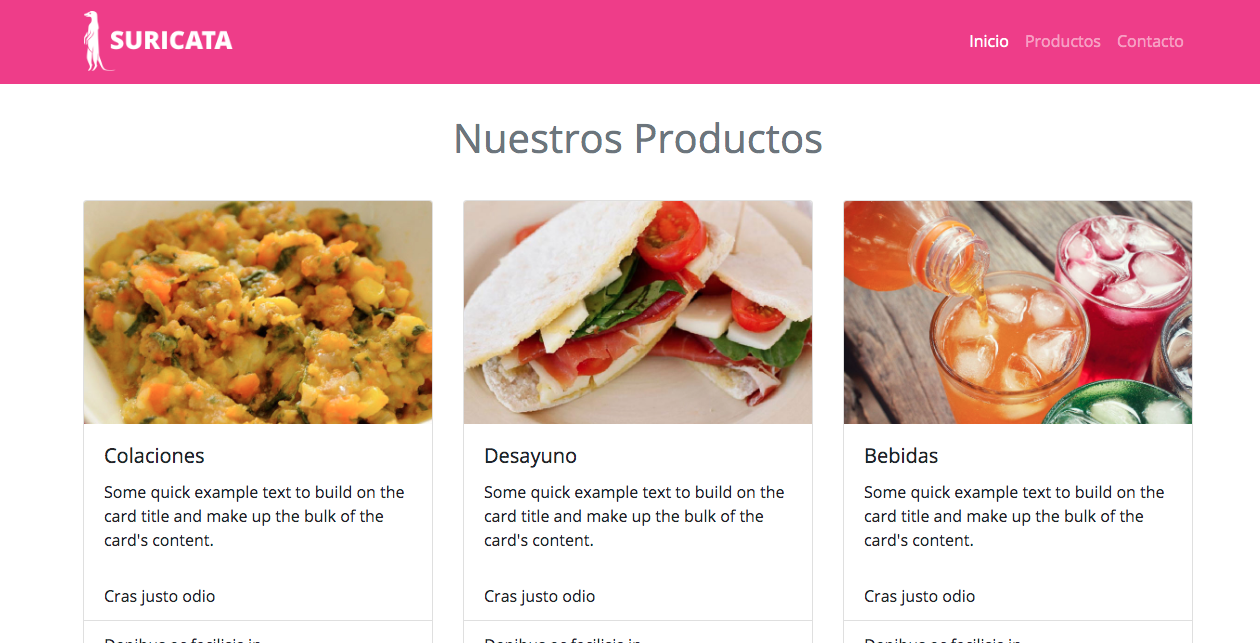 SURICATA
Inicio Productos Contacto
Nuestros Productos
Colaciones
Some quick example text to build on the
card title and make up the bulk of the
card's content.
Cras justo odio
Desayuno
Some quick example text to build on the
card title and make up the bulk of the
card's content.
Cras justo odio
Bebidas
Some quick example text to build on the
card title and make up the bulk of the
card's content.
Cras justo odio